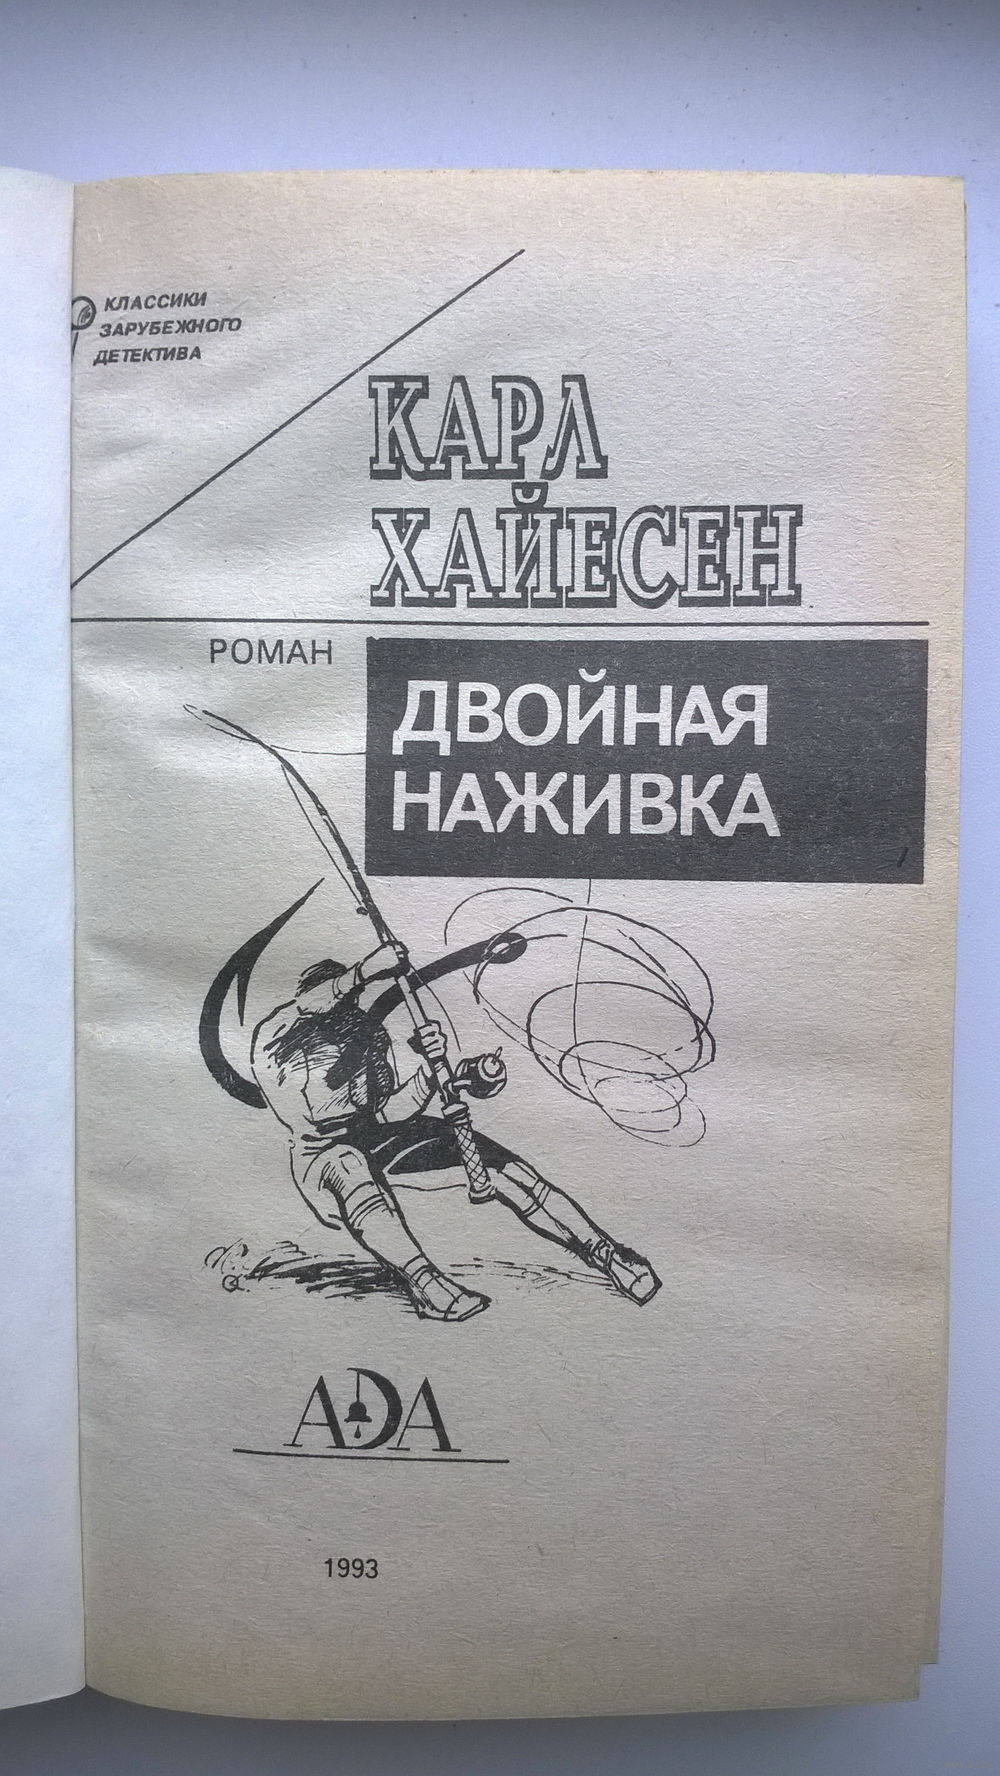 КЛАССИКИ
ЗАРУБЕЖНОГО
ДЕТЕКТИВА
КАРЛ
ХАЙЕСЕН
РОМАН
ДВОЙНАЯ
НАЖИВКА
АДА
1993